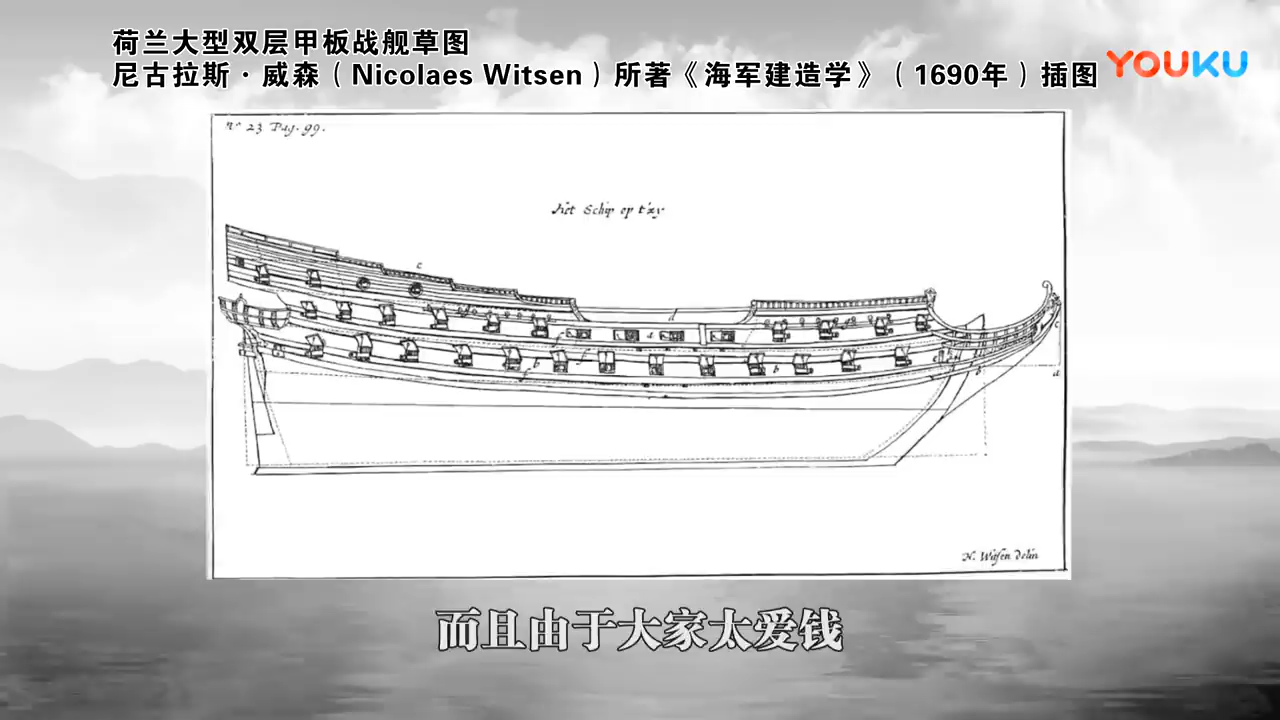 荷兰大型双层甲板战舰草图
尼古拉斯·威森（Nicolaes Witsen）所著《海军建造学》（1690年）插图
YOUKU
N° 23 Pag. 99.
Het Schip op t'zy
c
d
a
b
b
c
a
N. Witsen Delin
而且由于大家太爱钱